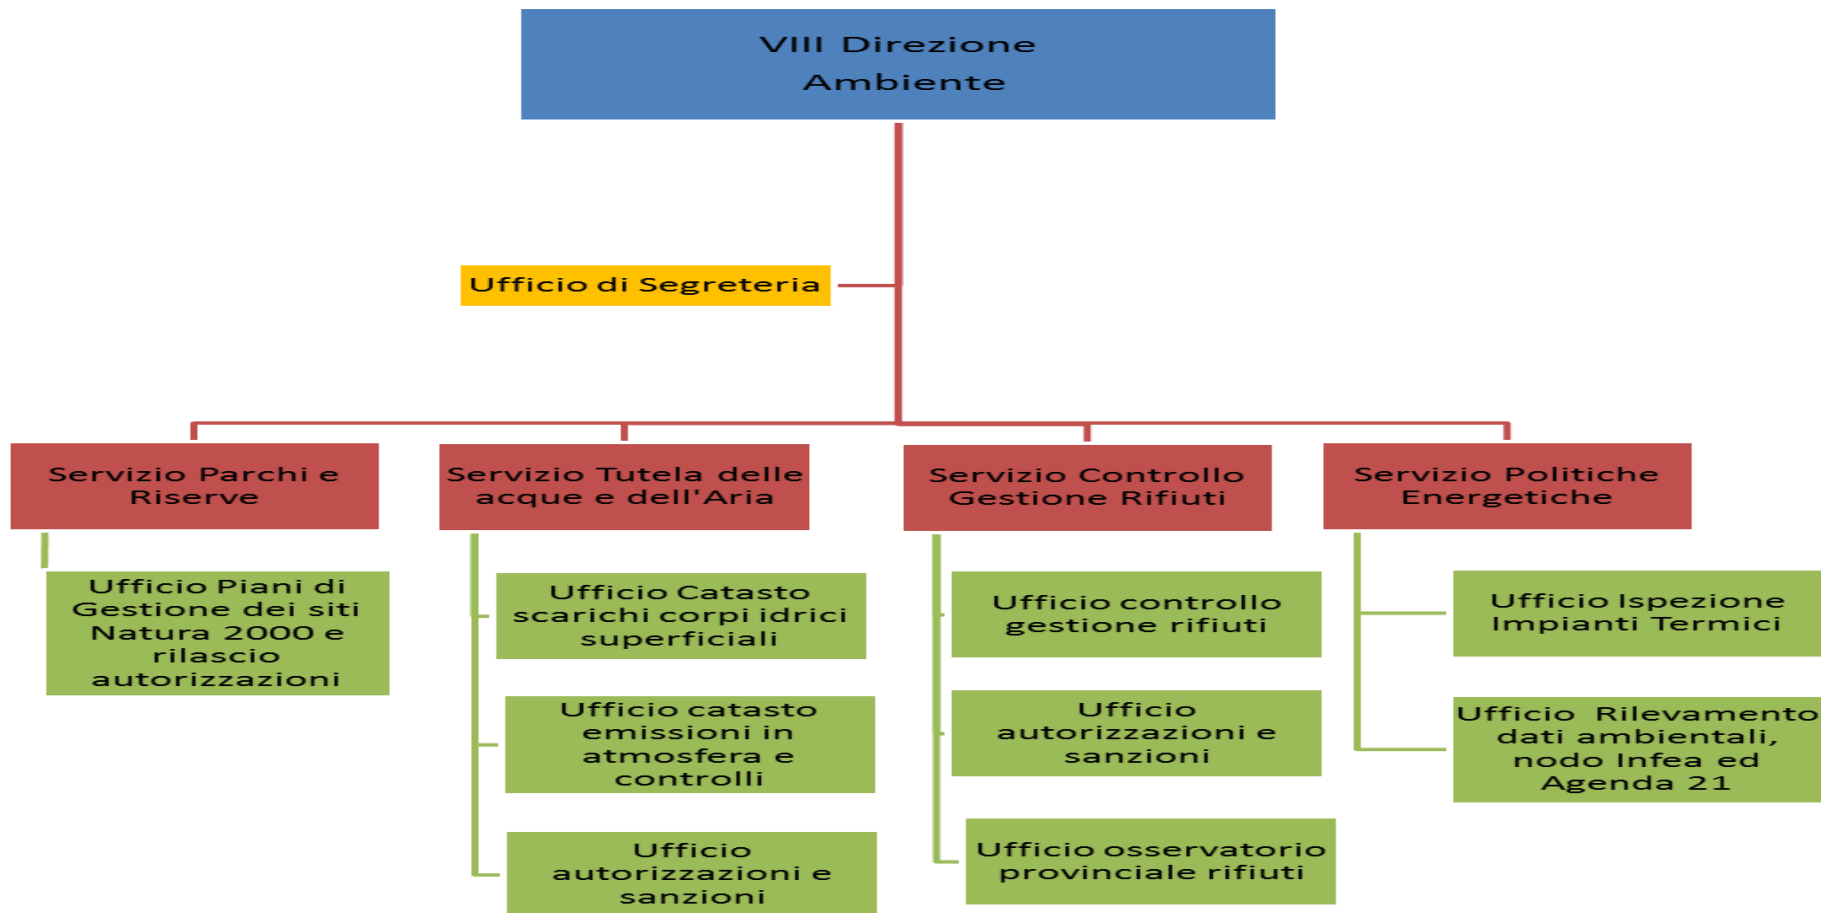 VIII Direzione
Ambiente
Ufficio di Segreteria
Servizio Parchi e
Riserve
Ufficio Piani di
Gestione dei siti
Natura 2000 e
rilascio
autorizzazioni
Servizio Tutela delle
acque e dell'Aria
Ufficio Catasto
scarichi corpi idrici
superficiali
Ufficio catasto
emissioni in
atmosfera e
controlli
Ufficio
autorizzazioni e
sanzioni
Servizio Controllo
Gestione Rifiuti
Ufficio controllo
gestione rifiuti
Ufficio
autorizzazioni e
sanzioni
Ufficio osservatorio
provinciale rifiuti
Servizio Politiche
Energetiche
Ufficio Ispezione
Impianti Termici
Ufficio Rilevamento
dati ambientali,
nodo Infea ed
Agenda 21